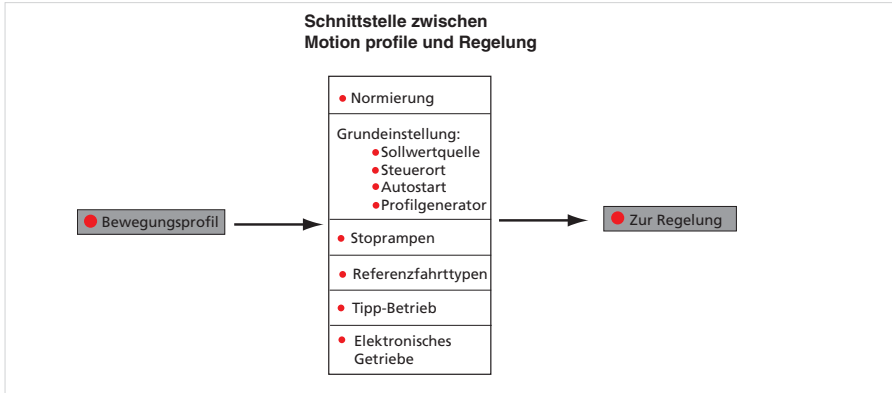 Schnittstelle zwischen
Motion profile und Regelung
Normierung
Grundeinstellung:
Sollwertquelle
Steuerort
Autostart
Profilgenerator
Bewegungsprofil
Zur Regelung
Stoprampen
Referenzfahrttypen
Tipp-Betrieb
Elektronisches
Getriebe